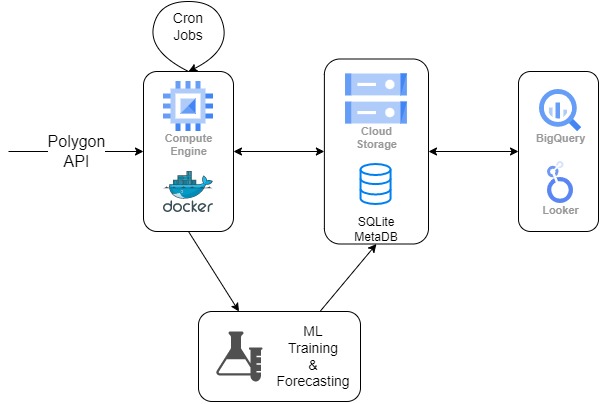 Cron
Jobs
Polygon
API
Compute
Engine
docker
Cloud
Storage
SQLite
MetaDB
BigQuery
Looker
ML
Training
&
Forecasting